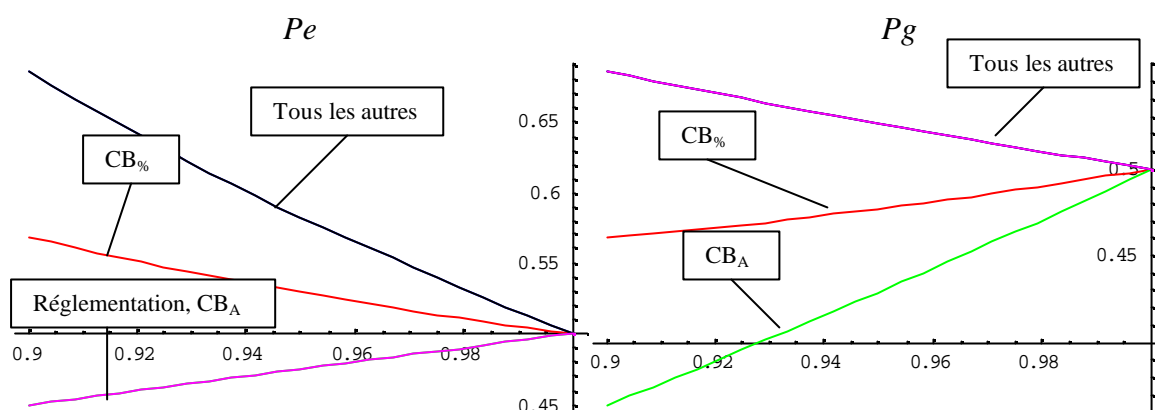 Pe
Tous les autres
CB%
Réglementation, CBA
0.65
0.6
0.55
0.45
0.9 0.92 0.94 0.96 0.98
Pg
Tous les autres
CB%
CBA
0.5
0.45
0.9 0.92 0.94 0.96 0.98